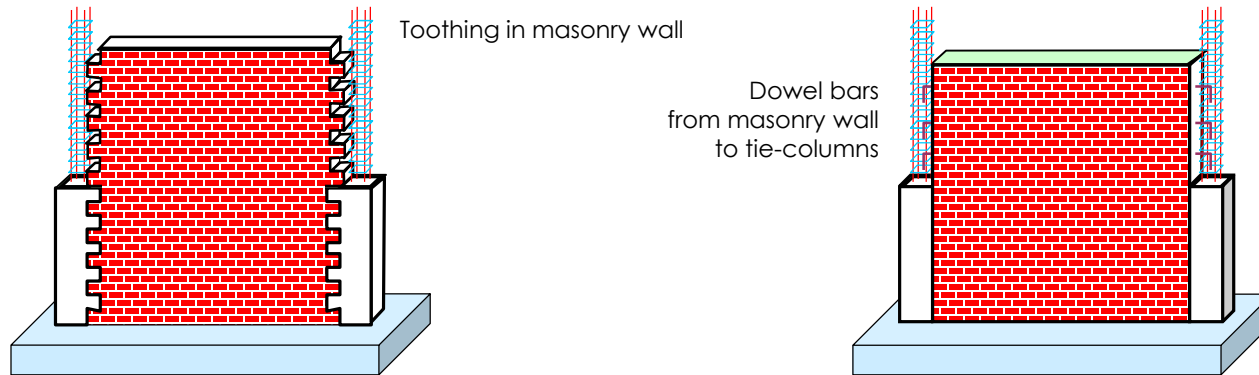 Toothing in masonry wall
Dowel bars
from masonry wall
to tie-columns